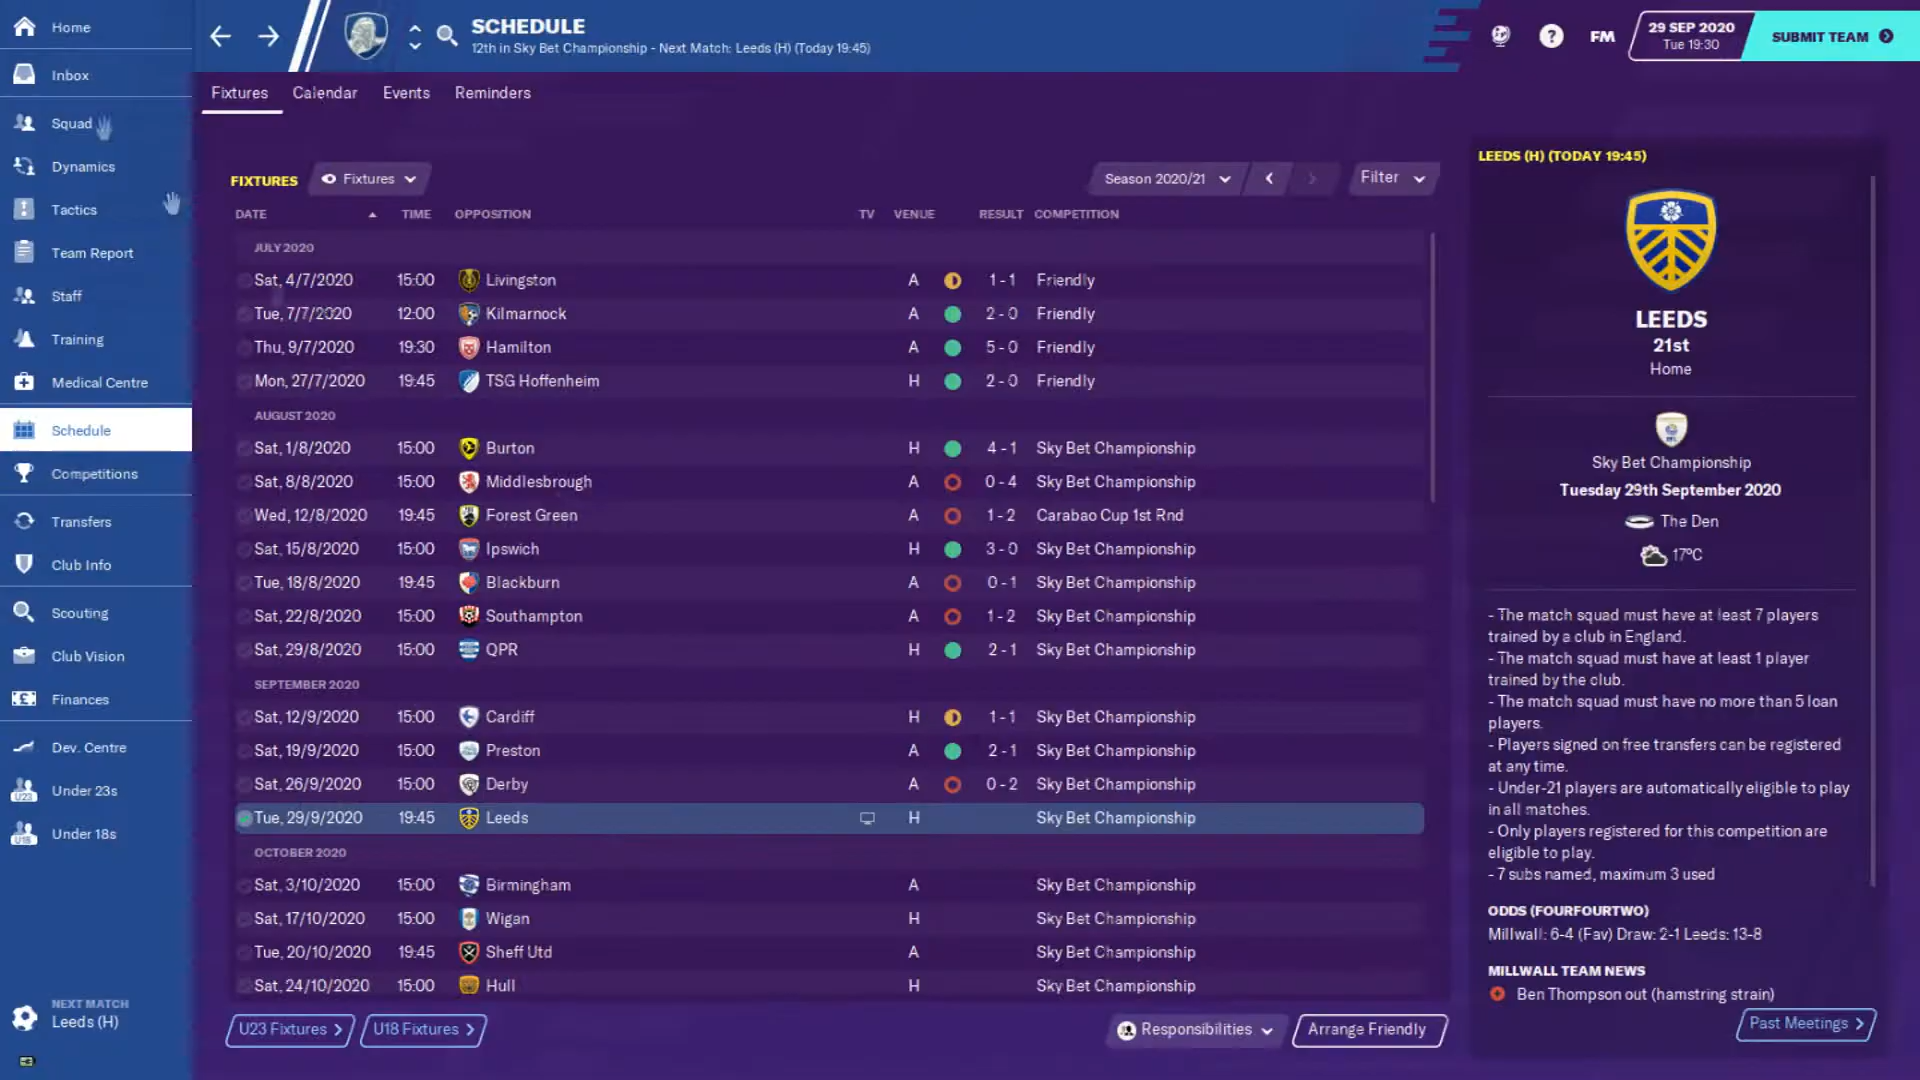 Home
Inbox
Squad
Dynamics
Tactics
Team Report
Staff
Training
Medical Centre
Schedule
Competitions
Transfers
Club Info
Scouting
Club Vision
Finances
Dev. Centre
U23
Under 23s
U18
Under 18s
NEXT MATCH
Leeds (H)
SCHEDULE
12th in Sky Bet Championship - Next Match: Leeds (H) (Today 19:45)
? FM
29 SEP 2020
Tue 19:30
SUBMIT TEAM
Fixtures Calendar Events Reminders
FIXTURES Fixtures Season 2020/21 Filter
DATE TIME OPPOSITION TV VENUE RESULT COMPETITION
JULY 2020
Sat, 4/7/2020 15:00 Livingston A 1 - 1 Friendly
Tue, 7/7/2020 12:00 Kilmarnock A 2 - 0 Friendly
Thu, 9/7/2020 19:30 Hamilton A 5 - 0 Friendly
Mon, 27/7/2020 19:45 TSG Hoffenheim H 2 - 0 Friendly
AUGUST 2020
Sat, 1/8/2020 15:00 Burton H 4 - 1 Sky Bet Championship
Sat, 8/8/2020 15:00 Middlesbrough A 0 - 4 Sky Bet Championship
Wed, 12/8/2020 19:45 Forest Green A 1 - 2 Carabao Cup 1st Rnd
Sat, 15/8/2020 15:00 Ipswich H 3 - 0 Sky Bet Championship
Tue, 18/8/2020 19:45 Blackburn A 0 - 1 Sky Bet Championship
Sat, 22/8/2020 15:00 Southampton A 1 - 2 Sky Bet Championship
Sat, 29/8/2020 15:00 QPR H 2 - 1 Sky Bet Championship
SEPTEMBER 2020
Sat, 12/9/2020 15:00 Cardiff H 1 - 1 Sky Bet Championship
Sat, 19/9/2020 15:00 Preston A 2 - 1 Sky Bet Championship
Sat, 26/9/2020 15:00 Derby A 0 - 2 Sky Bet Championship
Tue, 29/9/2020 19:45 Leeds H Sky Bet Championship
OCTOBER 2020
Sat, 3/10/2020 15:00 Birmingham A Sky Bet Championship
Sat, 17/10/2020 15:00 Wigan H Sky Bet Championship
Tue, 20/10/2020 19:45 Sheff Utd A Sky Bet Championship
Sat, 24/10/2020 15:00 Hull H Sky Bet Championship
U23 Fixtures U18 Fixtures Responsibilities Arrange Friendly
LEEDS (H) (TODAY 19:45)
LEEDS
21st
Home
Sky Bet Championship
Tuesday 29th September 2020
The Den
17°C
- The match squad must have at least 7 players
trained by a club in England.
- The match squad must have at least 1 player
trained by the club.
- The match squad must have no more than 5 loan
players.
- Players signed on free transfers can be registered
at any time.
- Under-21 players are automatically eligible to play
in all matches.
- Only players registered for this competition are
eligible to play.
- 7 subs named, maximum 3 used
ODDS (FOURFOURTWO)
Millwall: 6-4 (Fav) Draw: 2-1 Leeds: 13-8
MILLWALL TEAM NEWS
Ben Thompson out (hamstring strain)
Past Meetings